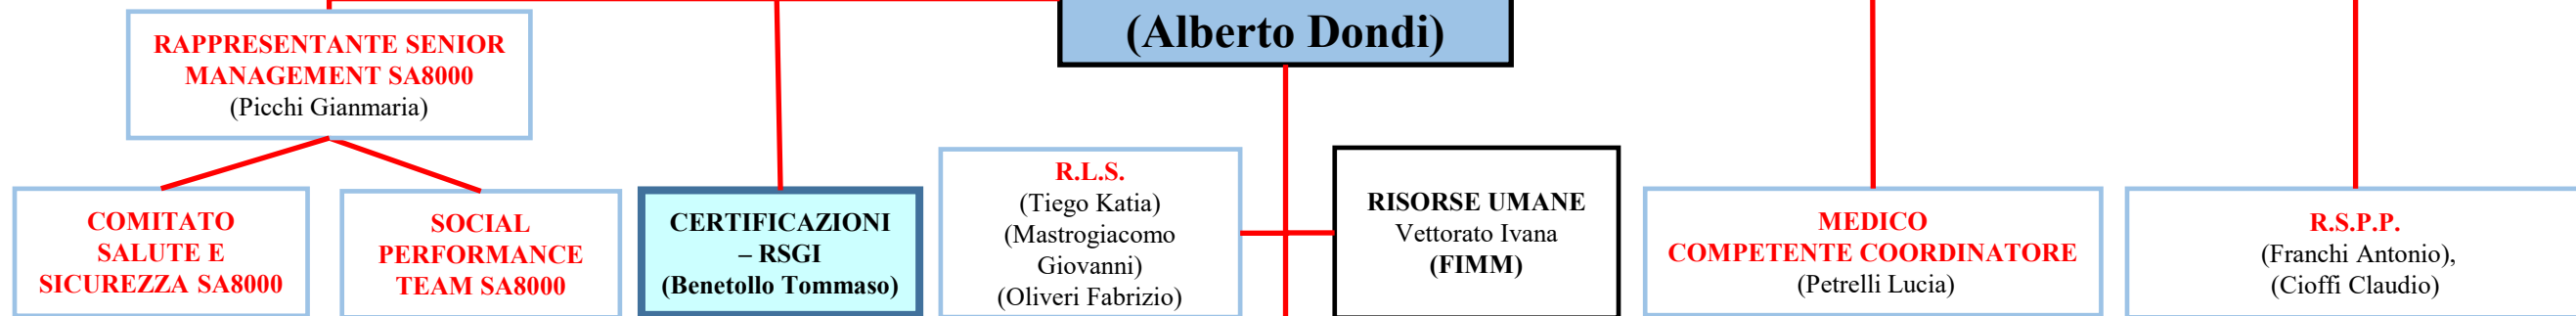 (Alberto Dondi)
RAPPRESENTANTE SENIOR
MANAGEMENT SA8000
(Picchi Gianmaria)
COMITATO
SALUTE E
SICUREZZA SA8000
SOCIAL
PERFORMANCE
TEAM SA8000
CERTIFICAZIONI
– RSGI
(Benetollo Tommaso)
R.L.S.
(Tiego Katia)
(Mastrogiacomo
Giovanni)
(Oliveri Fabrizio)
RISORSE UMANE
Vettorato Ivana
(FIMM)
MEDICO
COMPETENTE COORDINATORE
(Petrelli Lucia)
R.S.P.P.
(Franchi Antonio),
(Cioffi Claudio)